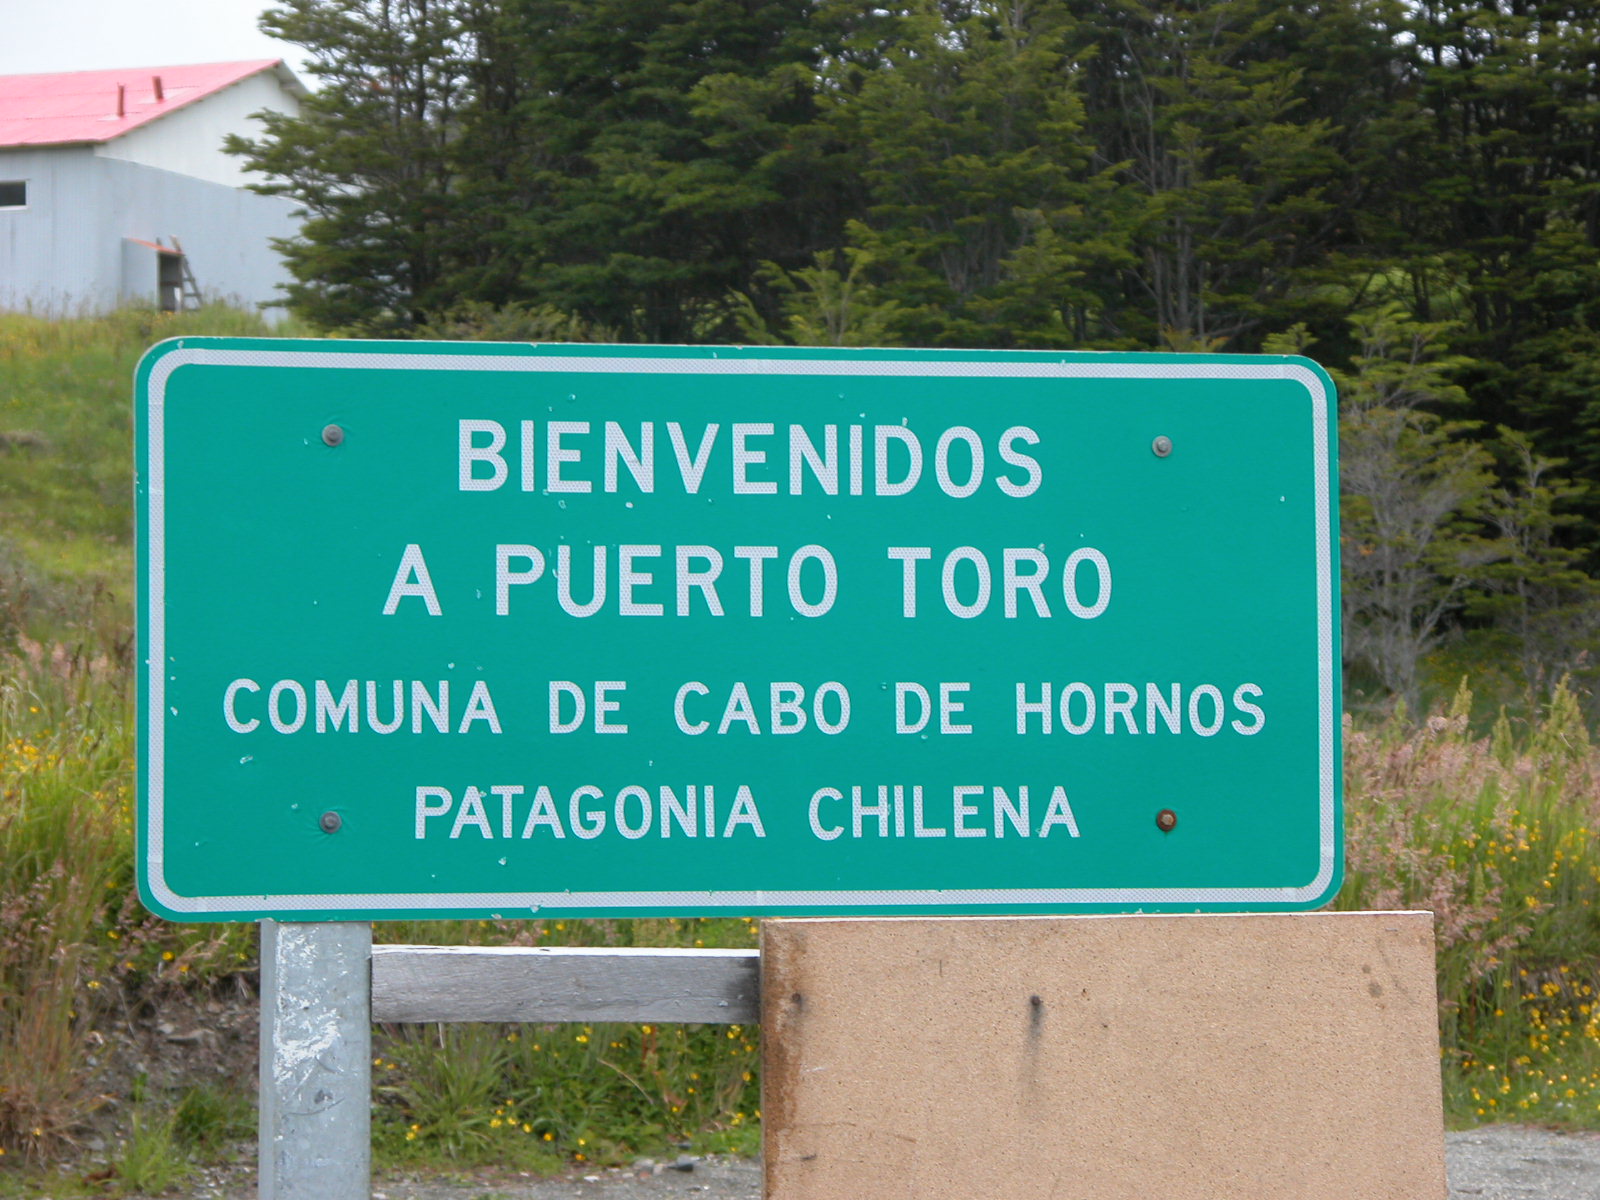 BIENVENIDOS
A PUERTO TORO
COMUNA DE CABO DE HORNOS
PATAGONIA CHILENA